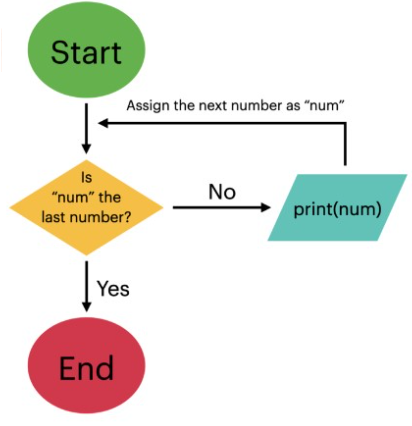 Start
Assign the next number as “num”
Is
“num” the
last number?
No
print(num)
Yes
End